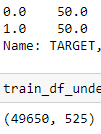 0.0    50.0
1.0    50.0
Name: TARGET,
train_df_unde
(49650, 525)